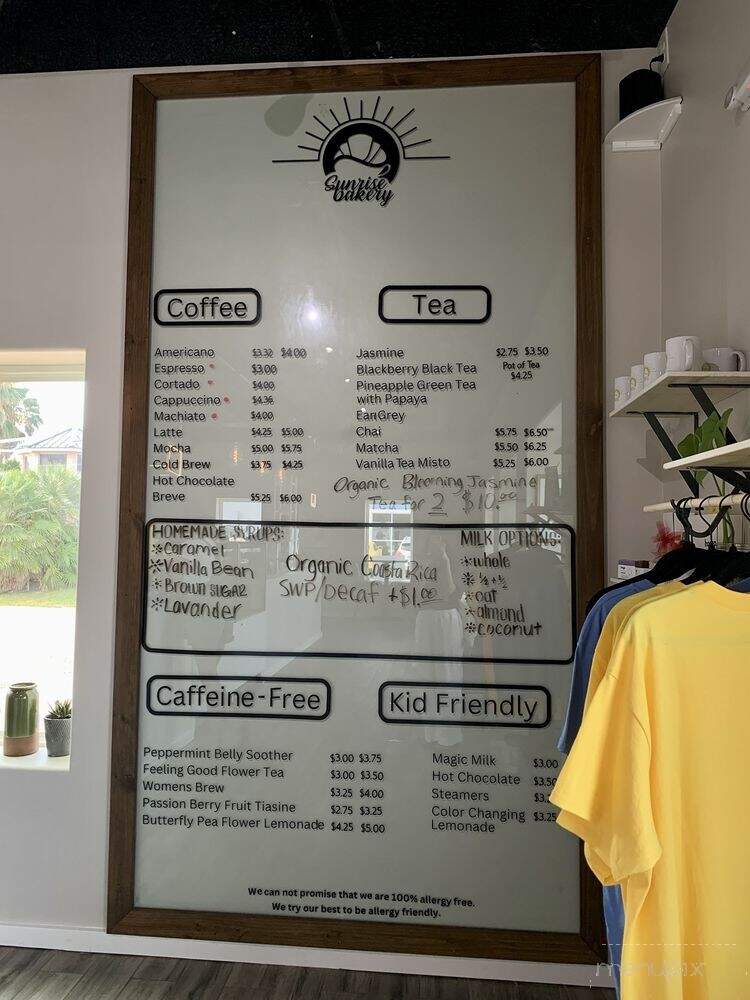 Sunrise
bakery
Coffee
Americano $3.32 $4.00
Espresso $3.00
Cortado $4.00
Cappuccino $4.36
Machiato $4.00
Latte $4.25 $5.00
Mocha $5.00 $5.75
Cold Brew $3.75 $4.25
Hot Chocolate
Breve $5.25 $6.00
Tea
Jasmine $2.75 $3.50
Blackberry Black Tea Pot of Tea
$4.25
Pineapple Green Tea
with Papaya
Earl Grey
Chai $5.75 $6.50
Matcha $5.50 $6.25
Vanilla Tea Misto $5.25 $6.00
Organic Blooming Jasmine
Tea for 2 $10.00
HOMEMADE SYRUPS:
*Caramel
*Vanilla Bean
*Brown SUGAR
*Lavander
Organic Coasta Rica
SWP/Decaf +$1.00
MILK OPTIONS:
*whole
*½+½
*oat
*almond
*coconut
Caffeine-Free
Peppermint Belly Soother $3.00 $3.75
Feeling Good Flower Tea $3.00 $3.50
Womens Brew $3.25 $4.00
Passion Berry Fruit Tiasine $2.75 $3.25
Butterfly Pea Flower Lemonade $4.25 $5.00
Kid Friendly
Magic Milk $3.00
Hot Chocolate $3.50
Steamers
Color Changing $3.25
Lemonade
We can not promise that we are 100% allergy free.
We try our best to be allergy friendly.
menupix